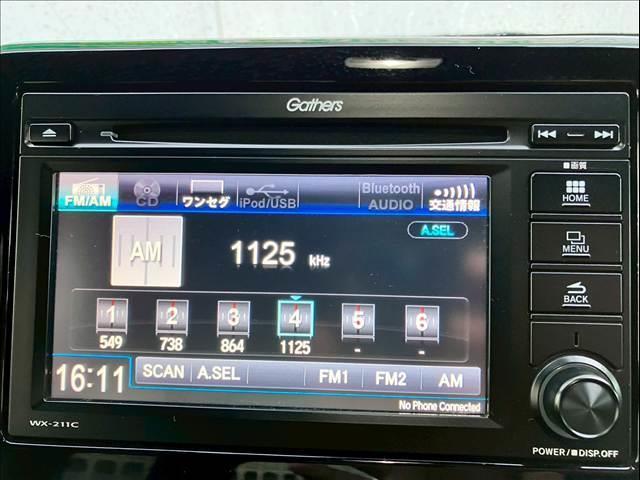 Gathers
■画質
FM/AM CD ワンセグ iPod/USB Bluetooth AUDIO 交通情報
HOME
A.SEL
AM 1125 kHz
MENU
BACK
1 2 3 4 5 6
549 738 864 1125 - -
16:11 SCAN A.SEL FM1 FM2 AM
No Phone Connected
WX-211C
POWER/■DISP.OFF